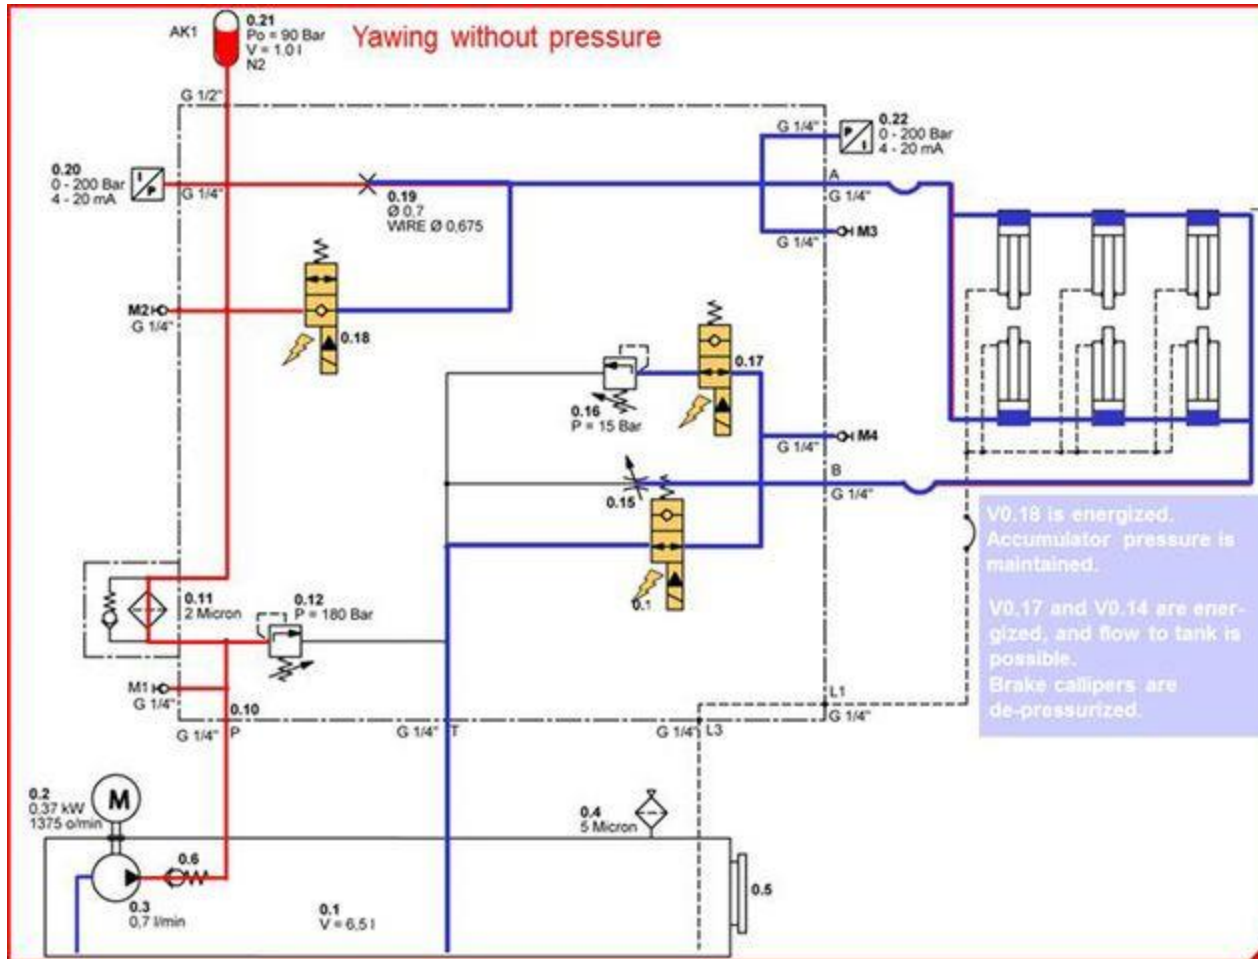 Yawing without pressure
AK1
0.21
Po = 90 Bar
V = 1.0 l
N2
G 1/2"
0.20
0 - 200 Bar
4 - 20 mA
I
P
G 1/4"
0.19
Ø 0,7
WIRE Ø 0,675
G 1/4"
P
I
0.22
0 - 200 Bar
4 - 20 mA
A
G 1/4"
G 1/4"
M3
M2
G 1/4"
0.18
0.17
0.16
P = 15 Bar
G 1/4"
M4
B
G 1/4"
0.15
0.1
V0.18 is energized.
Accumulator pressure is
maintained.
V0.17 and V0.14 are ener-
gized, and flow to tank is
possible.
Brake callipers are
de-pressurized.
0.11
2 Micron
0.12
P = 180 Bar
M1
G 1/4"
0.10
G 1/4"
P
G 1/4"
T
G 1/4"
L3
L1
G 1/4"
0.2
0,37 kW
1375 o/min
M
0.4
5 Micron
0.6
0.3
0,7 l/min
0.1
V = 6,5 l
0.5